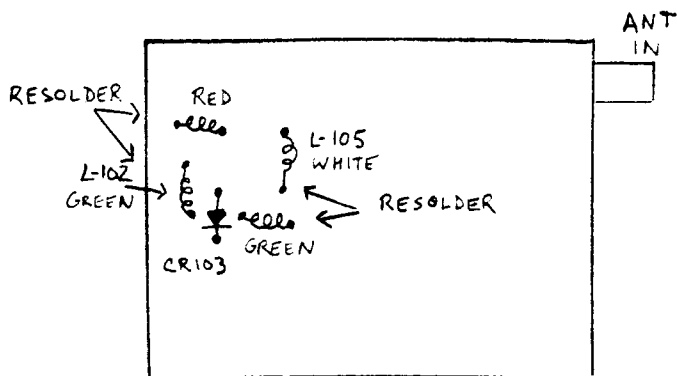 ANT
IN
RESOLDER
RED
L-105
WHITE
L-102
GREEN
RESOLDER
GREEN
CR103